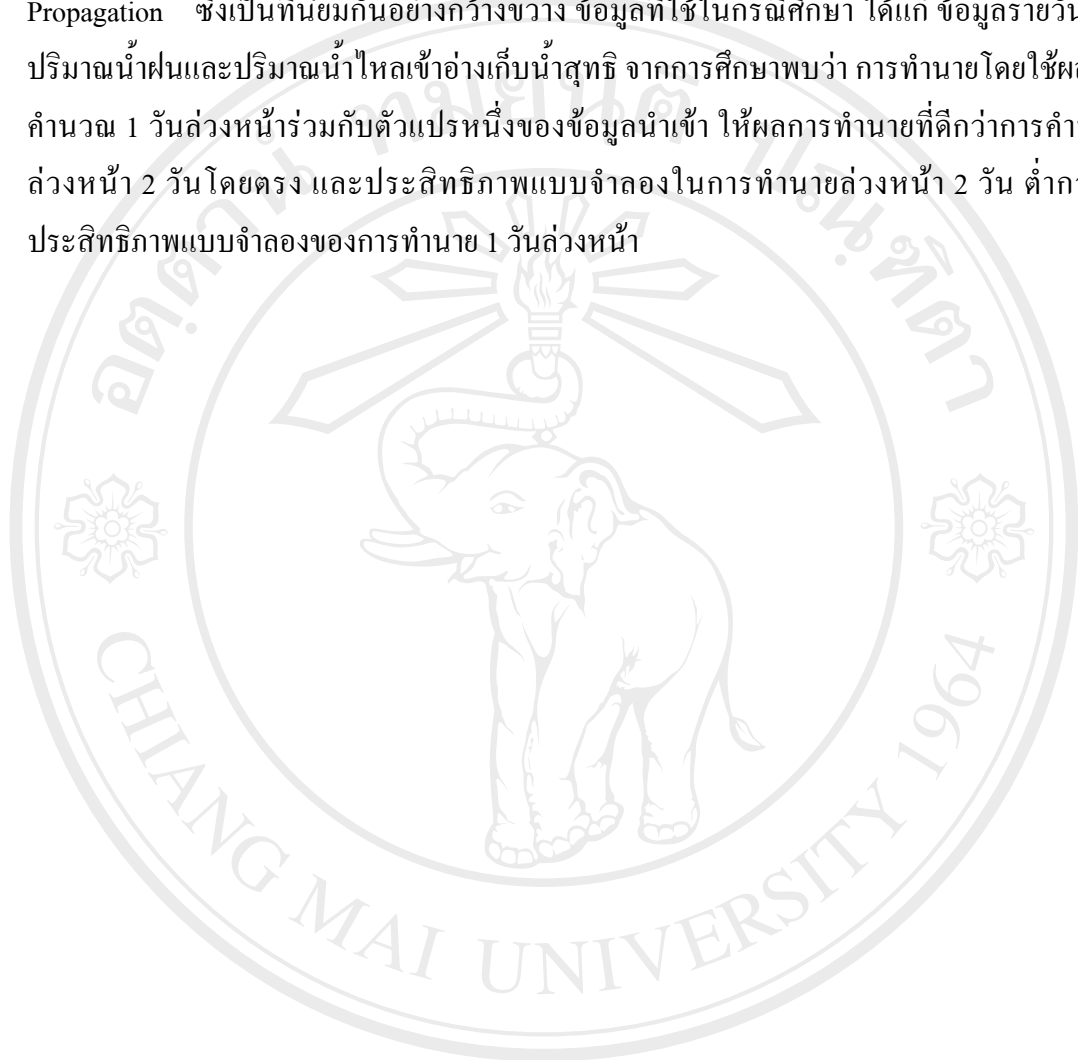 Propagation ซึ่งเป็นที่นิยมกันอย่างกว้างขวาง ข้อมูลที่ใช้ในกรณีศึกษา ได้แก่ ข้อมูลรายวัน
ปริมาณน้ำฝนและปริมาณน้ำไหลเข้าอ่างเก็บน้ำสุทธิ จากการศึกษาพบว่า การทำนายโดยใช้ผล
คำนวณ 1 วันล่วงหน้าร่วมกับตัวแปรหนึ่งของข้อมูลนำเข้า ให้ผลการทำนายที่ดีกว่าการคำ
ล่วงหน้า 2 วันโดยตรง และประสิทธิภาพแบบจำลองในการทำนายล่วงหน้า 2 วัน ต่ำก
ประสิทธิภาพแบบจำลองของการทำนาย 1 วันล่วงหน้า
อตฺตานํ ทมยนฺติ ปณฺฑิตา
CHIANG MAI UNIVERSITY 1964